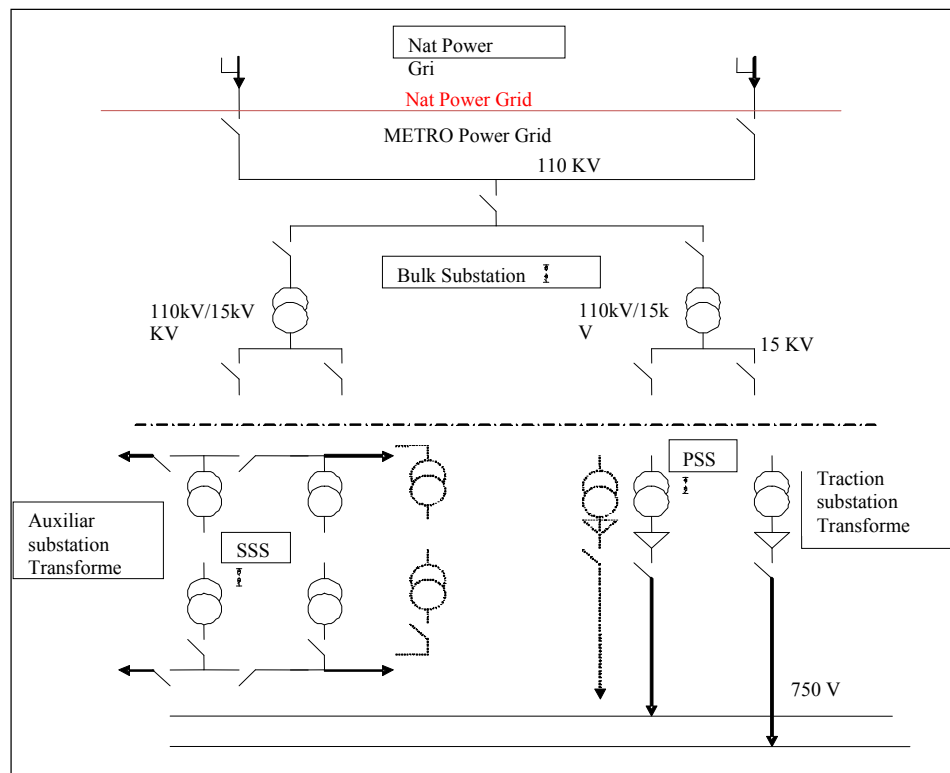 Nat Power
Gri
Nat Power Grid
METRO Power Grid
110 KV
Bulk Substation
110kV/15kV
KV
110kV/15k
V
15 KV
PSS
Traction
substation
Transforme
Auxiliar
substation
Transforme
SSS
750 V